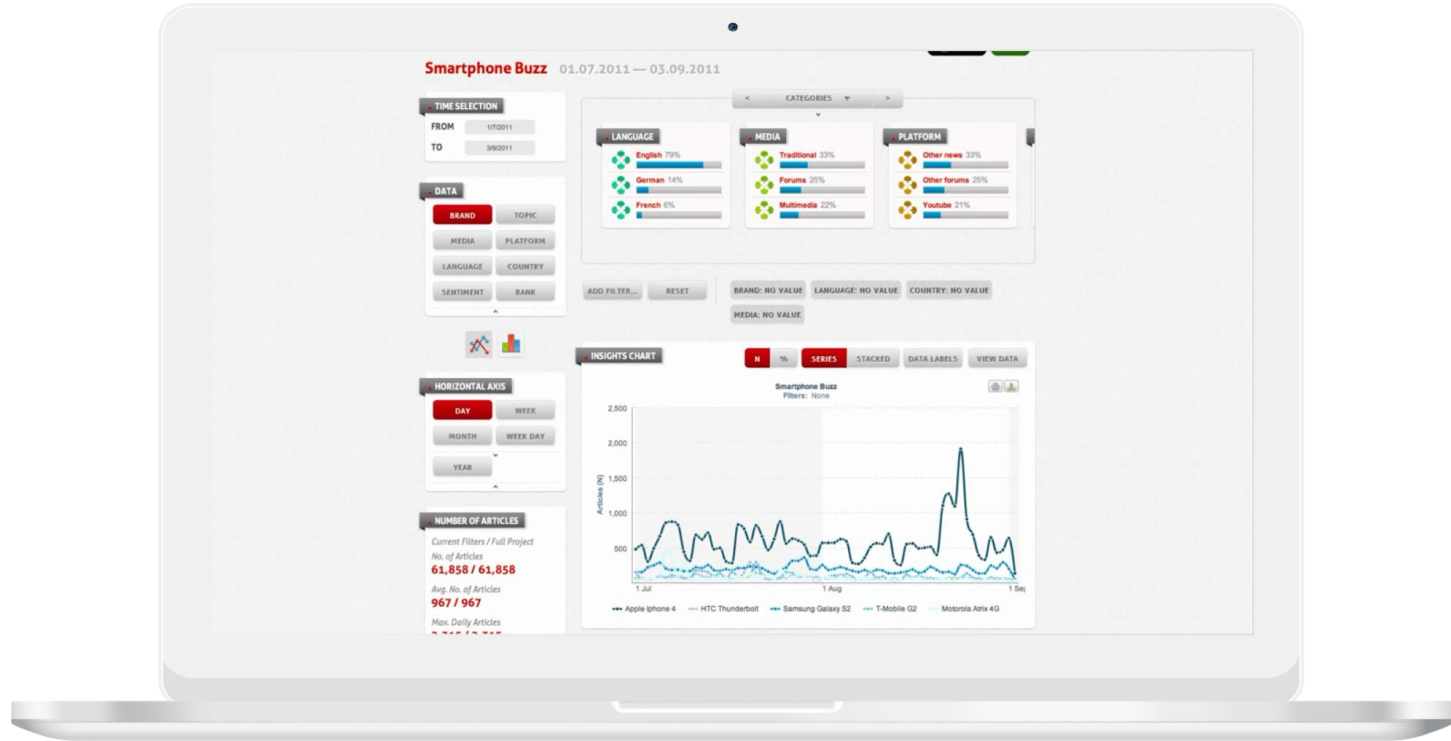 Smartphone Buzz 01.07.2011 — 03.09.2011
TIME SELECTION
FROM 1/7/2011
TO 3/9/2011
DATA
BRAND TOPIC
MEDIA PLATFORM
LANGUAGE COUNTRY
SENTIMENT RANK
HORIZONTAL AXIS
DAY WEEK
MONTH WEEK DAY
YEAR
NUMBER OF ARTICLES
Current Filters / Full Project
No. of Articles
61,858 / 61,858
Avg. No. of Articles
967 / 967
Max. Daily Articles
< CATEGORIES >
LANGUAGE
English 79%
German 14%
French 6%
MEDIA
Traditional 33%
Forums 25%
Multimedia 22%
PLATFORM
Other news 33%
Other forums 25%
Youtube 21%
ADD FILTER... RESET
BRAND: NO VALUE LANGUAGE: NO VALUE COUNTRY: NO VALUE
MEDIA: NO VALUE
INSIGHTS CHART
N % SERIES STACKED DATA LABELS VIEW DATA
Smartphone Buzz
Filters: None
Articles (N)
2,500
2,000
1,500
1,000
500
1 Jul 1 Aug 1 Sep
Apple Iphone 4 HTC Thunderbolt Samsung Galaxy S2 T-Mobile G2 Motorola Atrix 4G